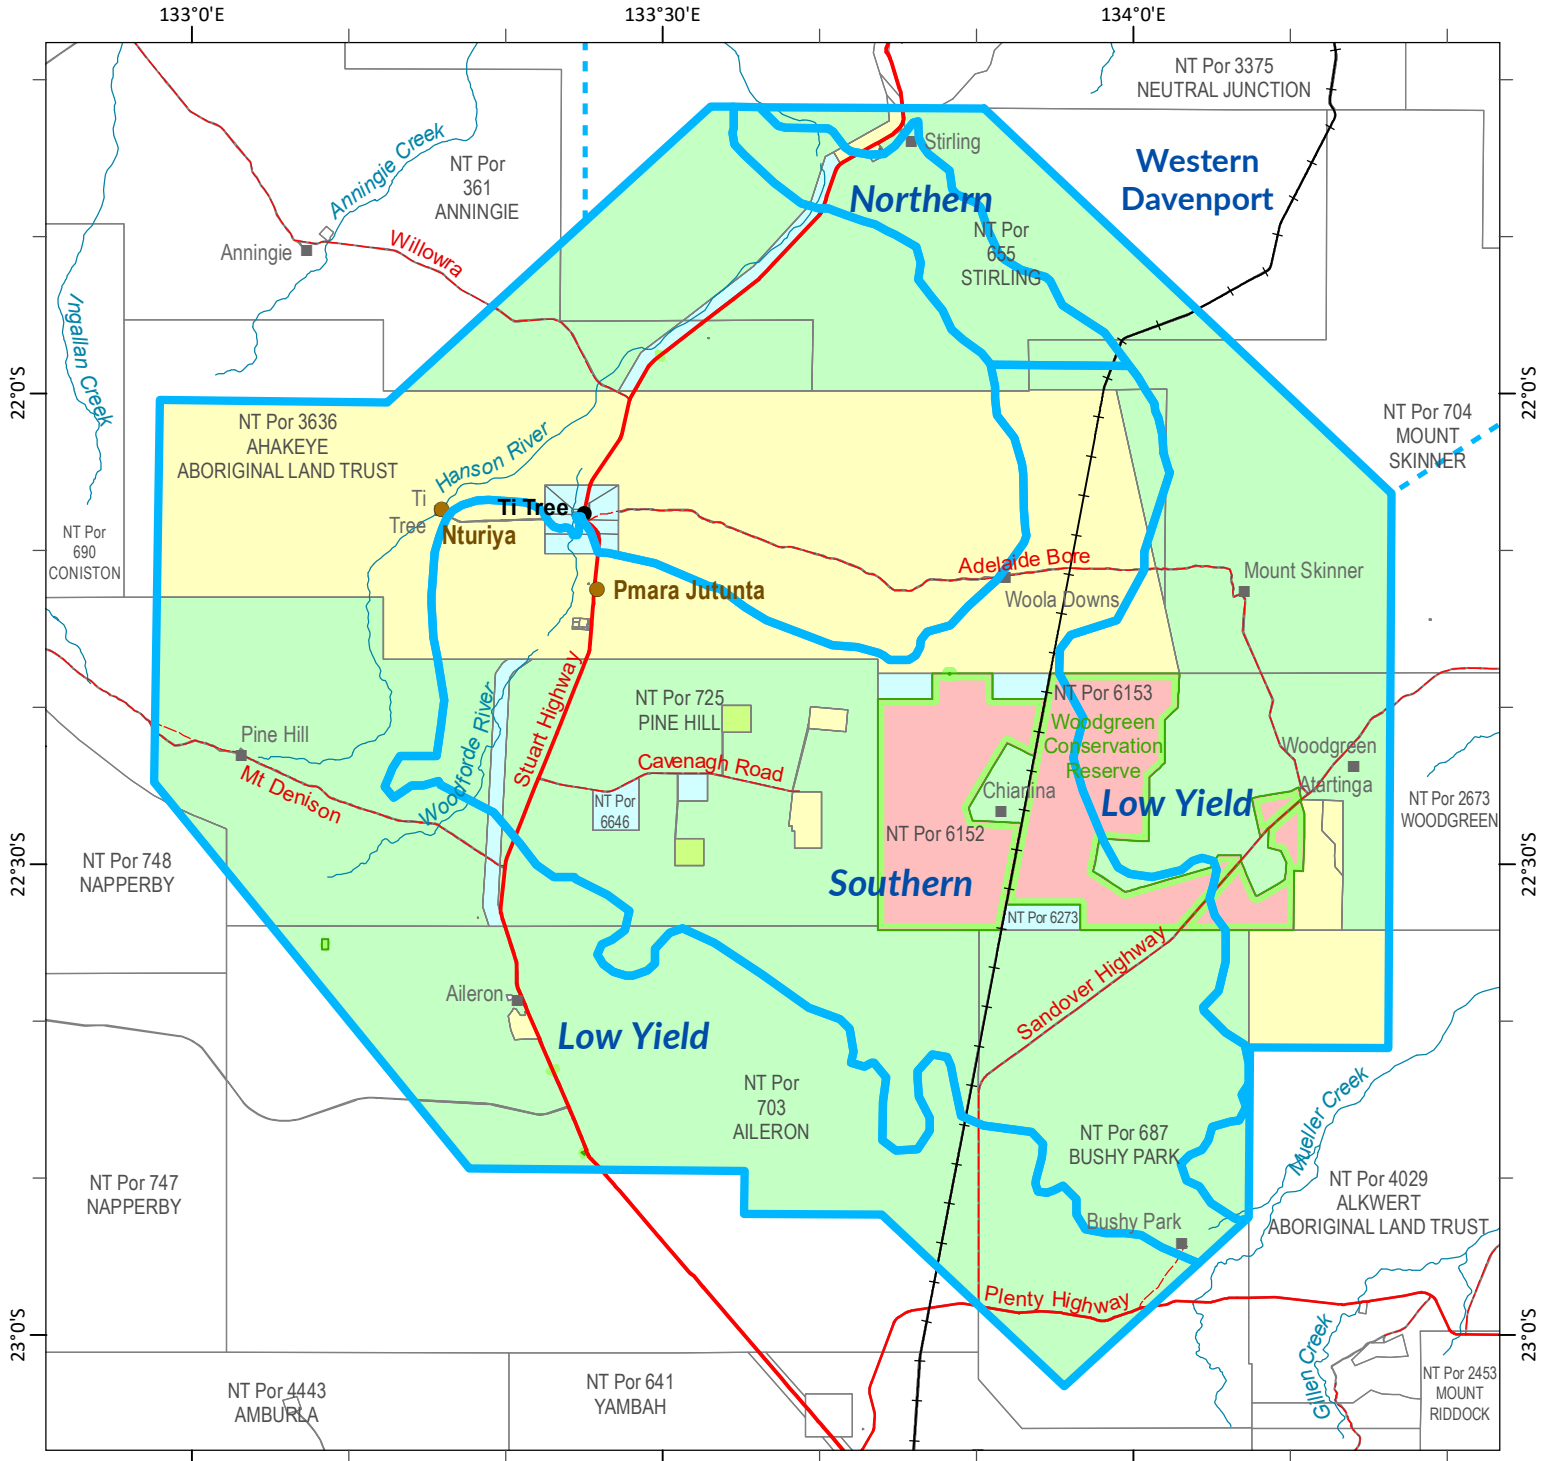 133°0'E
133°30'E
134°0'E
NT Por 3375
NEUTRAL JUNCTION
Anningie Creek
NT Por
361
ANNINGIE
Stirling
Western
Davenport
Northern
NT Por
655
STIRLING
Anningie
Willowra
Ingallan Creek
22°0'S
22°0'S
NT Por 3636
AHAKEYE
ABORIGINAL LAND TRUST
Hanson River
NT Por 704
MOUNT
SKINNER
Ti
Tree
Ti Tree
Nturiya
NT Por
690
CONISTON
Adelaide Bore
Woola Downs
Mount Skinner
Pmara Jutunta
Stuart Highway
Woodforde River
NT Por 725
PINE HILL
NT Por 6153
Woodgreen
Conservation
Reserve
Pine Hill
Mt Denison
Cavenagh Road
NT Por
6646
Chianina
NT Por 6152
Low Yield
Woodgreen
Atartinga
NT Por 2673
WOODGREEN
22°30'S
22°30'S
NT Por 748
NAPPERBY
Southern
NT Por 6273
Sandover Highway
Aileron
Low Yield
NT Por
703
AILERON
NT Por 687
BUSHY PARK
Mueller Creek
NT Por 747
NAPPERBY
NT Por 4029
ALKWERT
ABORIGINAL LAND TRUST
Bushy Park
Plenty Highway
23°0'S
23°0'S
Gillen Creek
NT Por 4443
AMBURLA
NT Por 641
YAMBAH
NT Por 2453
MOUNT
RIDDOCK